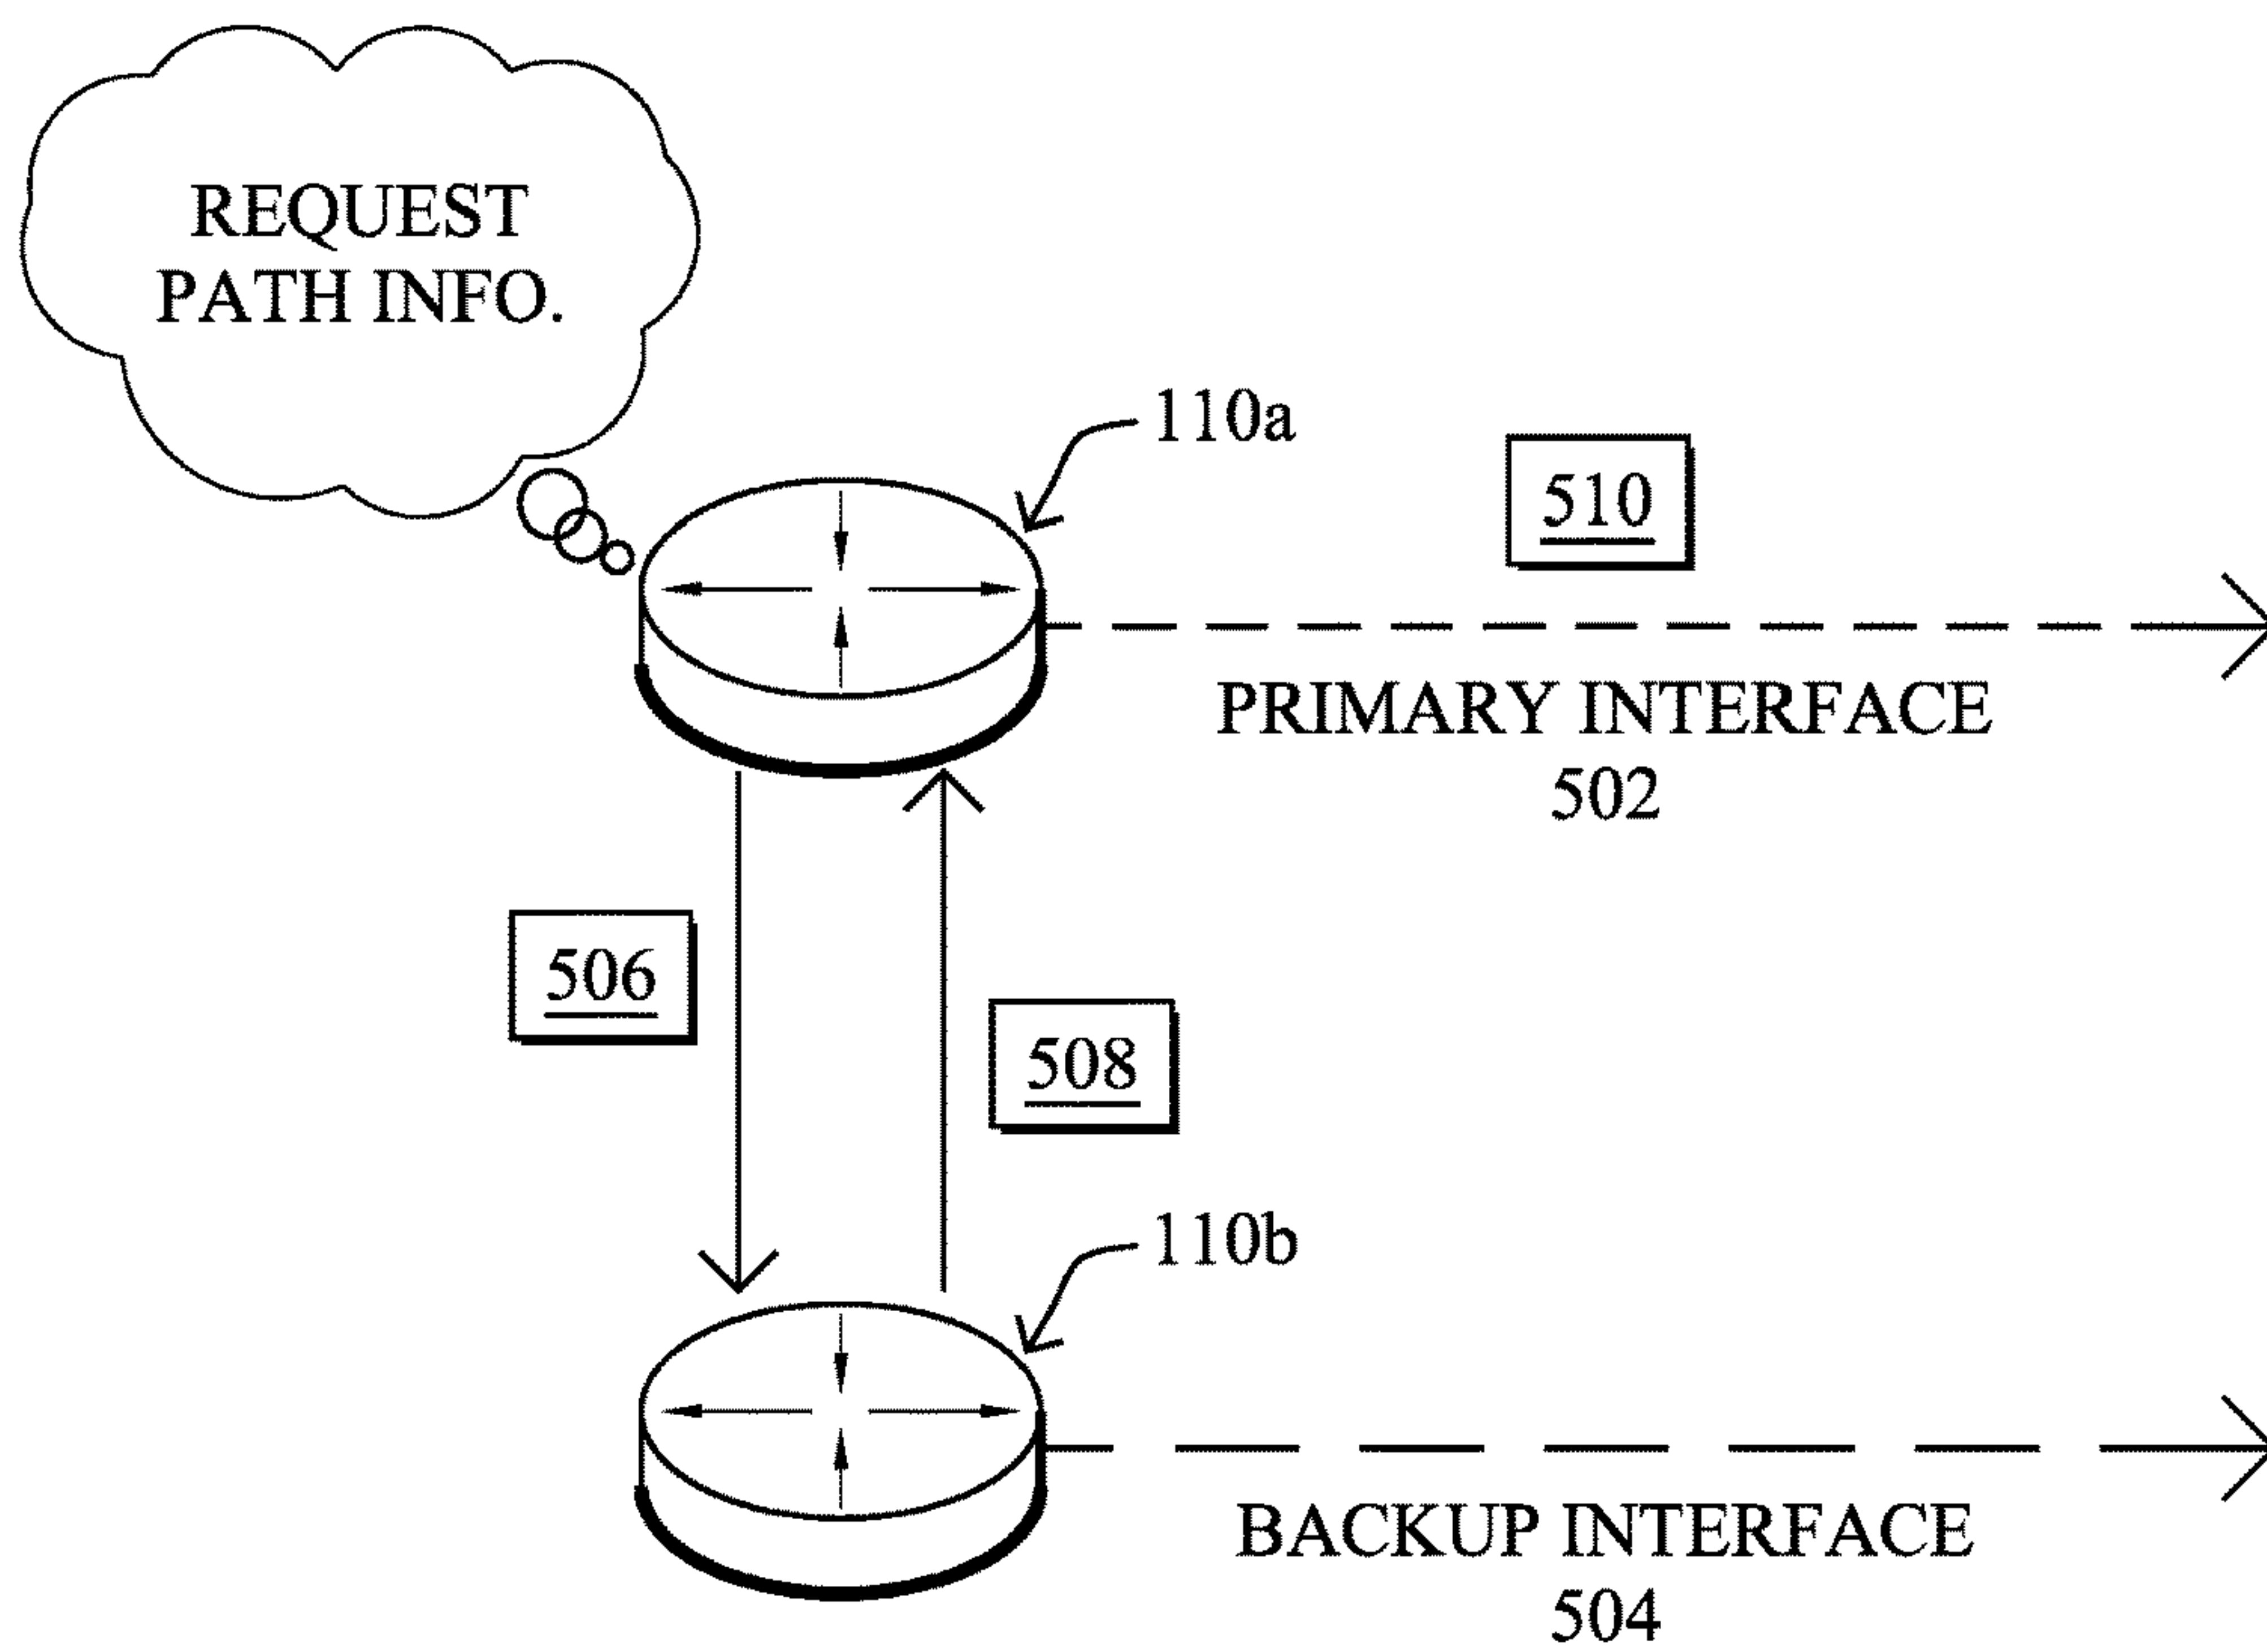 REQUEST
PATH INFO.
110a
510
PRIMARY INTERFACE
502
506
508
110b
BACKUP INTERFACE
504